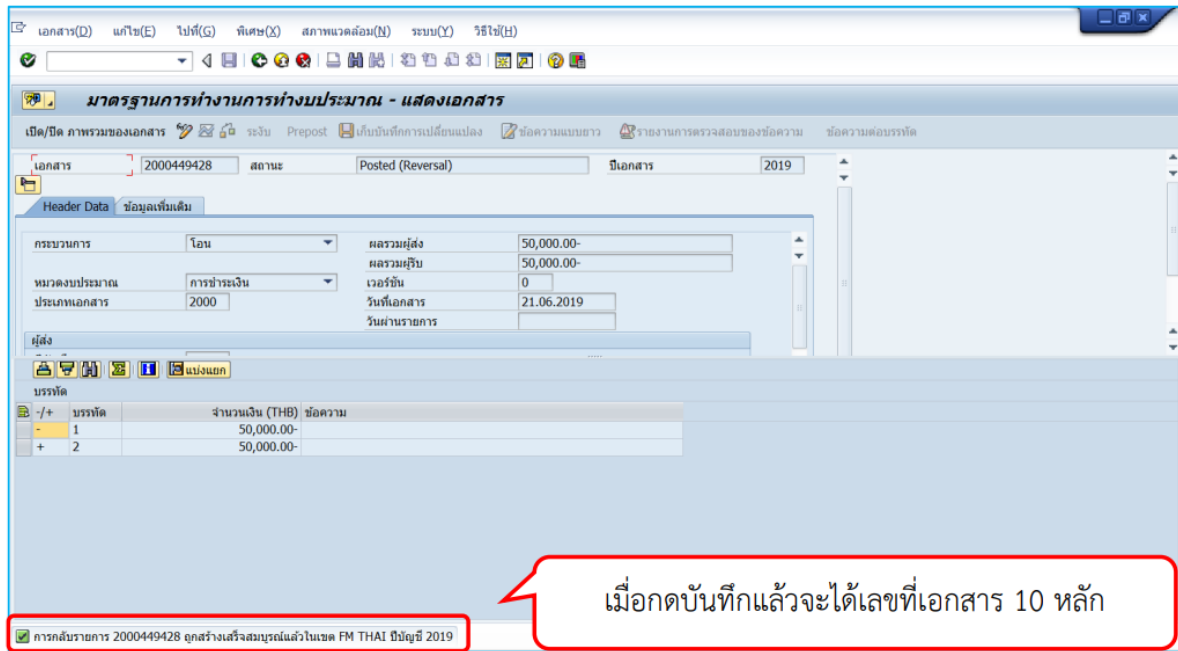 เอกสาร(D) แก้ไข(E) ไปที่(G) พิเศษ(X) สภาพแวดล้อม(N) ระบบ(Y) วิธีใช้(H)
มาตรฐานการทำงานการทำงบประมาณ - แสดงเอกสาร
เปิด/ปิด ภาพรวมของเอกสาร ระงับ Prepost เก็บบันทึกการเปลี่ยนแปลง ข้อความแบบยาว รายงานการตรวจสอบของข้อความ ข้อความต่อบรรทัด
เอกสาร 2000449428 สถานะ Posted (Reversal) ปีเอกสาร 2019
Header Data ข้อมูลเพิ่มเติม
กระบวนการ โอน ผลรวมผู้ส่ง 50,000.00-
ผลรวมผู้รับ 50,000.00-
หมวดงบประมาณ การชำระเงิน เวอร์ชัน 0
ประเภทเอกสาร 2000 วันที่เอกสาร 21.06.2019
วันผ่านรายการ
ผู้ส่ง
แบ่งแยก
บรรทัด
-/+ บรรทัด จำนวนเงิน (THB) ข้อความ
- 1 50,000.00-
+ 2 50,000.00-
เมื่อกดบันทึกแล้วจะได้เลขที่เอกสาร 10 หลัก
การกลับรายการ 2000449428 ถูกสร้างเสร็จสมบูรณ์แล้วในเขต FM THAI ปีบัญชี 2019